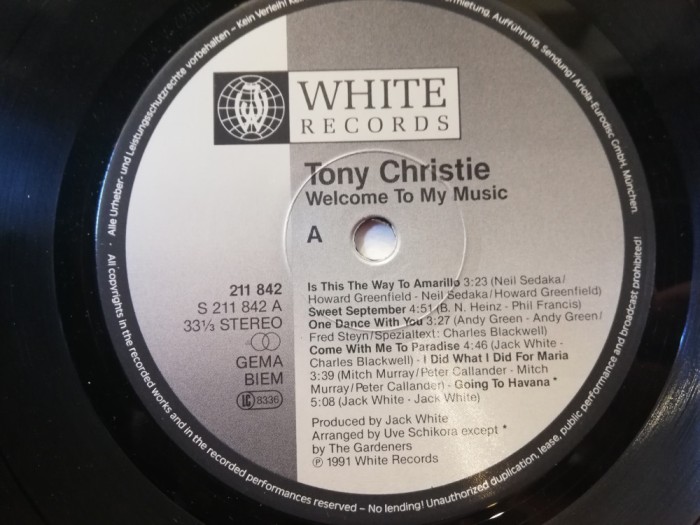 Alle Urheber- und Leistungsschutzrechte vorbehalten - Kein Verleih!
mietung, Aufführung, Sendung! Ariola-Eurodisc GmbH, München.
WHITE
RECORDS
Tony Christie
Welcome To My Music
A
211 842
S 211 842 A
33⅓ STEREO
GEMA
BIEM
LC 8336
Is This The Way To Amarillo 3:23 (Neil Sedaka/
Howard Greenfield - Neil Sedaka/Howard Greenfield)
Sweet September 4:51 (B. N. Heinz - Phil Francis)
One Dance With You 3:27 (Andy Green - Andy Green/
Fred Steyn/Spezialtext: Charles Blackwell)
Come With Me To Paradise 4:46 (Jack White -
Charles Blackwell) - I Did What I Did For Maria
3:39 (Mitch Murray/Peter Callander - Mitch
Murray/Peter Callander) - Going To Havana *
5:08 (Jack White - Jack White)
Produced by Jack White
Arranged by Uve Schikora except *
by The Gardeners
℗ 1991 White Records
All copyrights in the recorded works and in the recorded performances reserved – No lending! Unauthorized duplication, lease, public performance and broadcast prohibited!